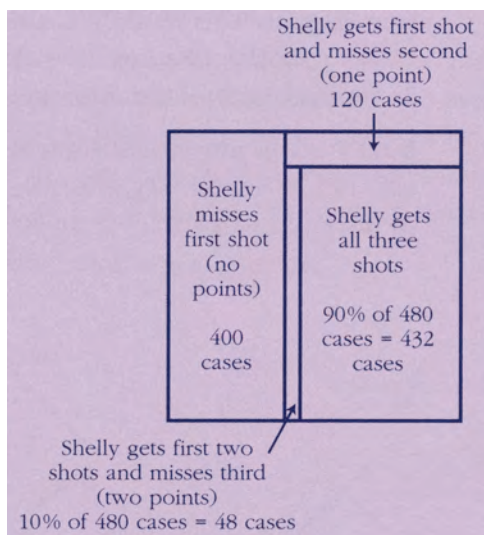 Shelly gets first shot
and misses second
(one point)
120 cases
Shelly
misses
first shot
(no
points)
400
cases
Shelly gets
all three
shots
90% of 480
cases = 432
cases
Shelly gets first two
shots and misses third
(two points)
10% of 480 cases = 48 cases